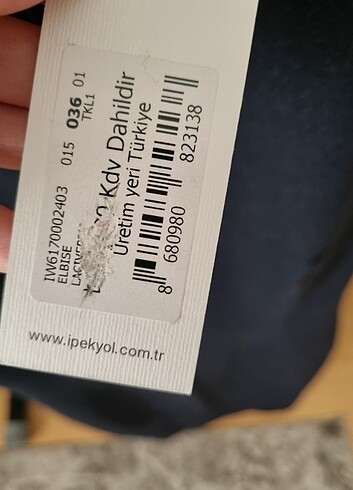 IW6170002403 015 036 01
ELBISE TKL1
Kdv Dahildir
Üretim yeri Türkiye
8 680980 823138
www.ipekyol.com.tr